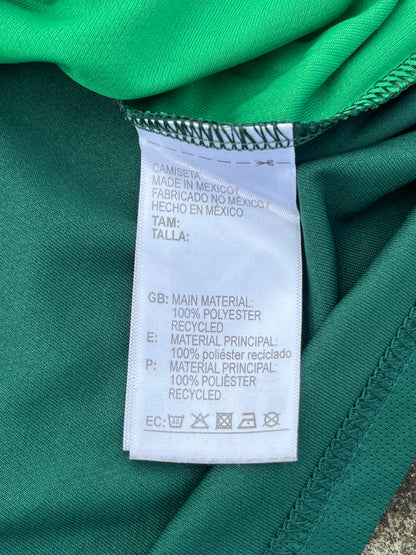 CAMISETA
MADE IN MEXICO /
FABRICADO NO MÉXICO /
HECHO EN MÉXICO
TAM:
TALLA:
GB: MAIN MATERIAL:
100% POLYESTER
RECYCLED
E: MATERIAL PRINCIPAL:
100% poliéster reciclado
P: MATERIAL PRINCIPAL:
100% POLIÉSTER
RECYCLED
EC: 40